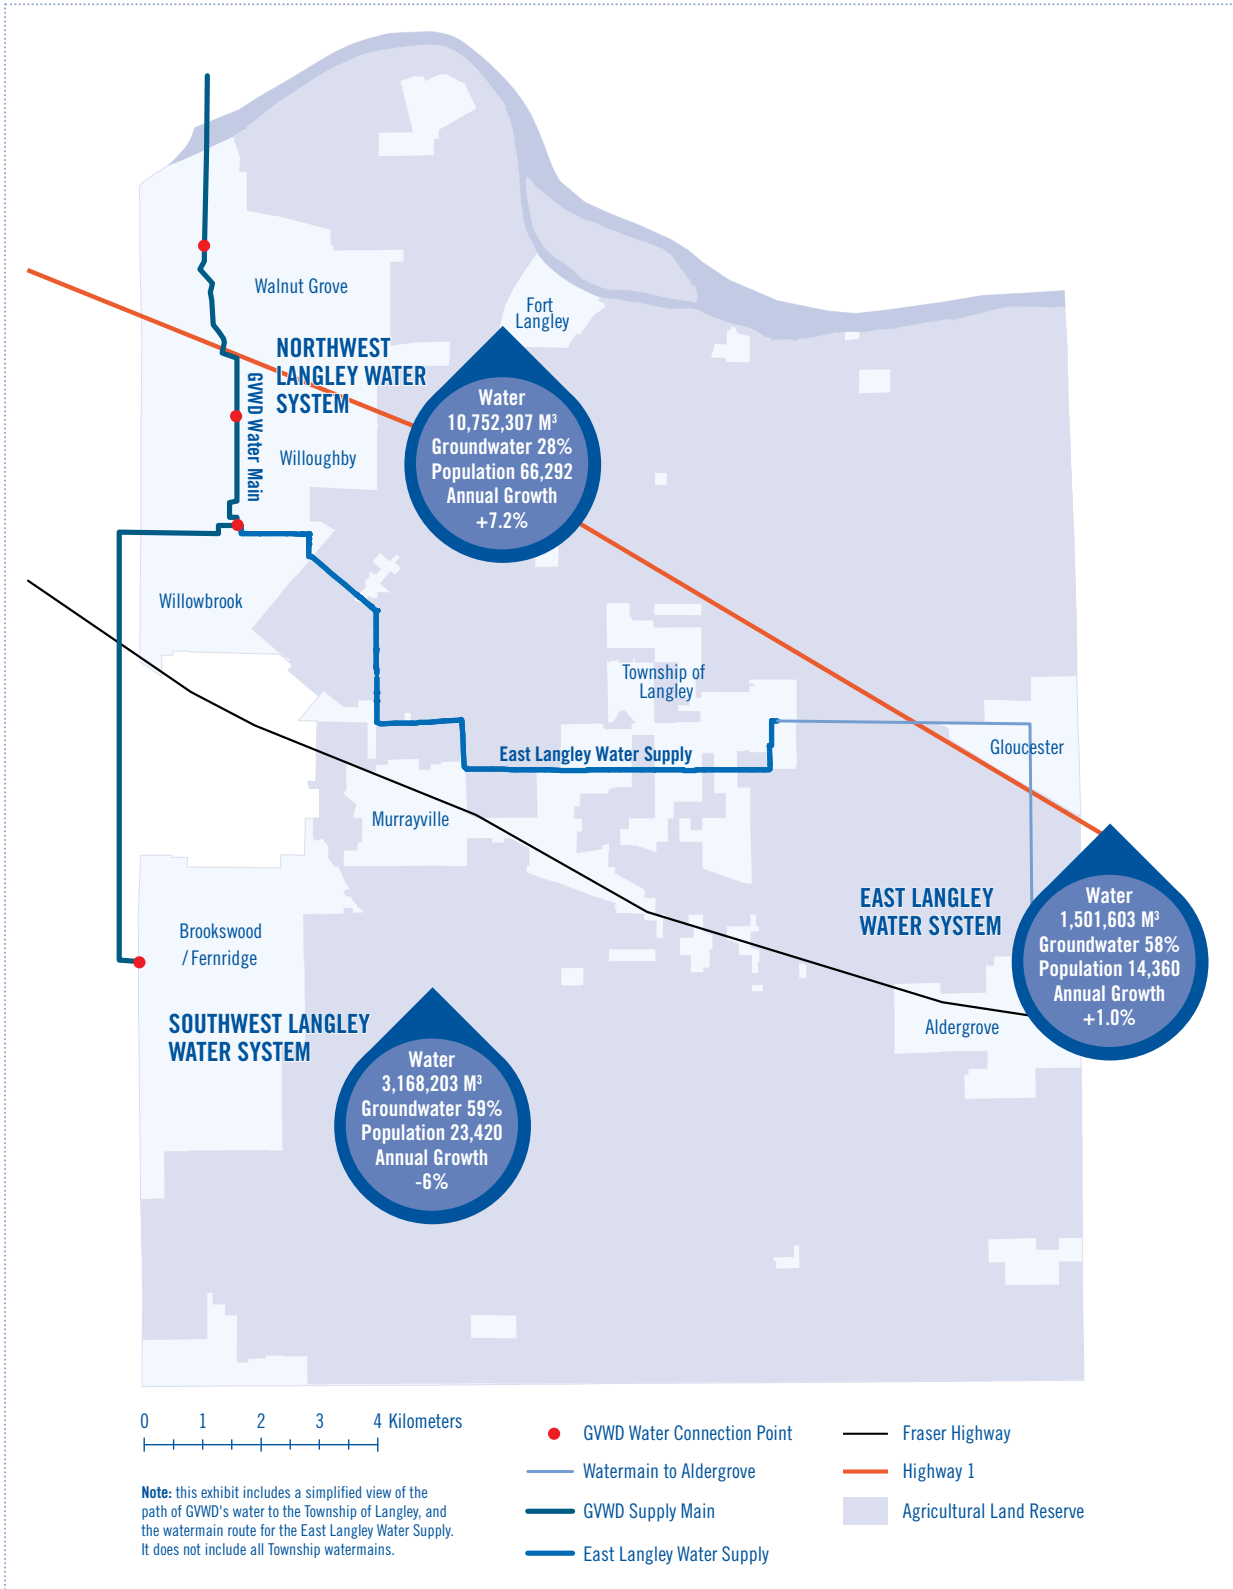 Walnut Grove
Fort
Langley
NORTHWEST
LANGLEY WATER
SYSTEM
GVWD Water Main
Willoughby
Water
10,752,307 M³
Groundwater 28%
Population 66,292
Annual Growth
+7.2%
Willowbrook
Township of
Langley
East Langley Water Supply
Gloucester
Murrayville
EAST LANGLEY
WATER SYSTEM
Water
1,501,603 M³
Groundwater 58%
Population 14,360
Annual Growth
+1.0%
Brookswood
/ Fernridge
Aldergrove
SOUTHWEST LANGLEY
WATER SYSTEM
Water
3,168,203 M³
Groundwater 59%
Population 23,420
Annual Growth
-6%
0 1 2 3 4 Kilometers
Note: this exhibit includes a simplified view of the
path of GVWD's water to the Township of Langley, and
the watermain route for the East Langley Water Supply.
It does not include all Township watermains.
GVWD Water Connection Point
Watermain to Aldergrove
GVWD Supply Main
East Langley Water Supply
Fraser Highway
Highway 1
Agricultural Land Reserve